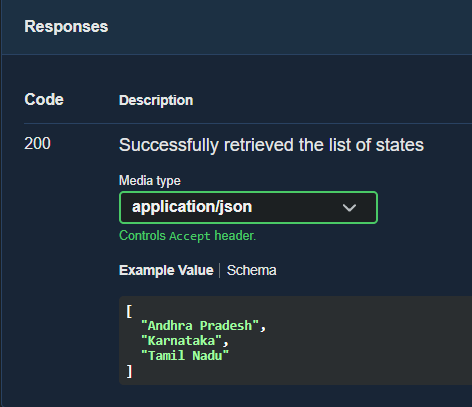 Responses
Code Description
200 Successfully retrieved the list of states
Media type
application/json
Controls Accept header.
Example Value | Schema
[
  "Andhra Pradesh",
  "Karnataka",
  "Tamil Nadu"
]